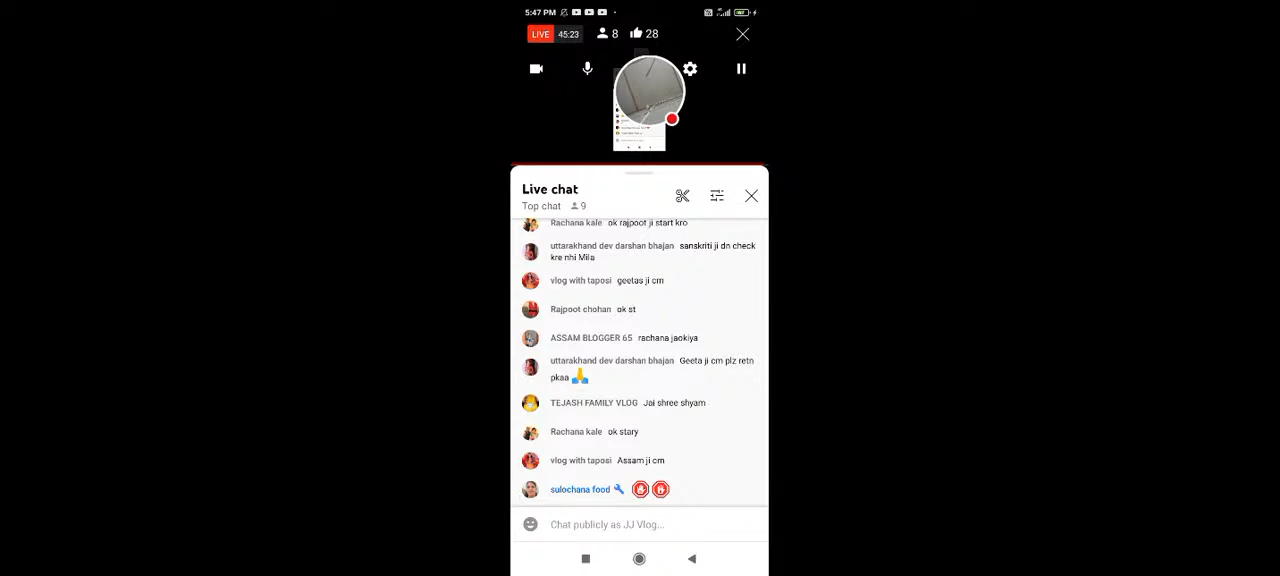 5:47 PM
LIVE 45:23 8 28
Live chat
Top chat 9
Rachana kale ok rajpoot ji start kro
uttarakhand dev darshan bhajan sanskriti ji dn check
kre nhi Mila
vlog with taposi geetas ji cm
Rajpoot chohan ok st
ASSAM BLOGGER 65 rachana jaokiya
uttarakhand dev darshan bhajan Geeta ji cm plz retn
pkaa 🙏
TEJASH FAMILY VLOG Jai shree shyam
Rachana kale ok stary
vlog with taposi Assam ji cm
sulochana food
Chat publicly as JJ Vlog...